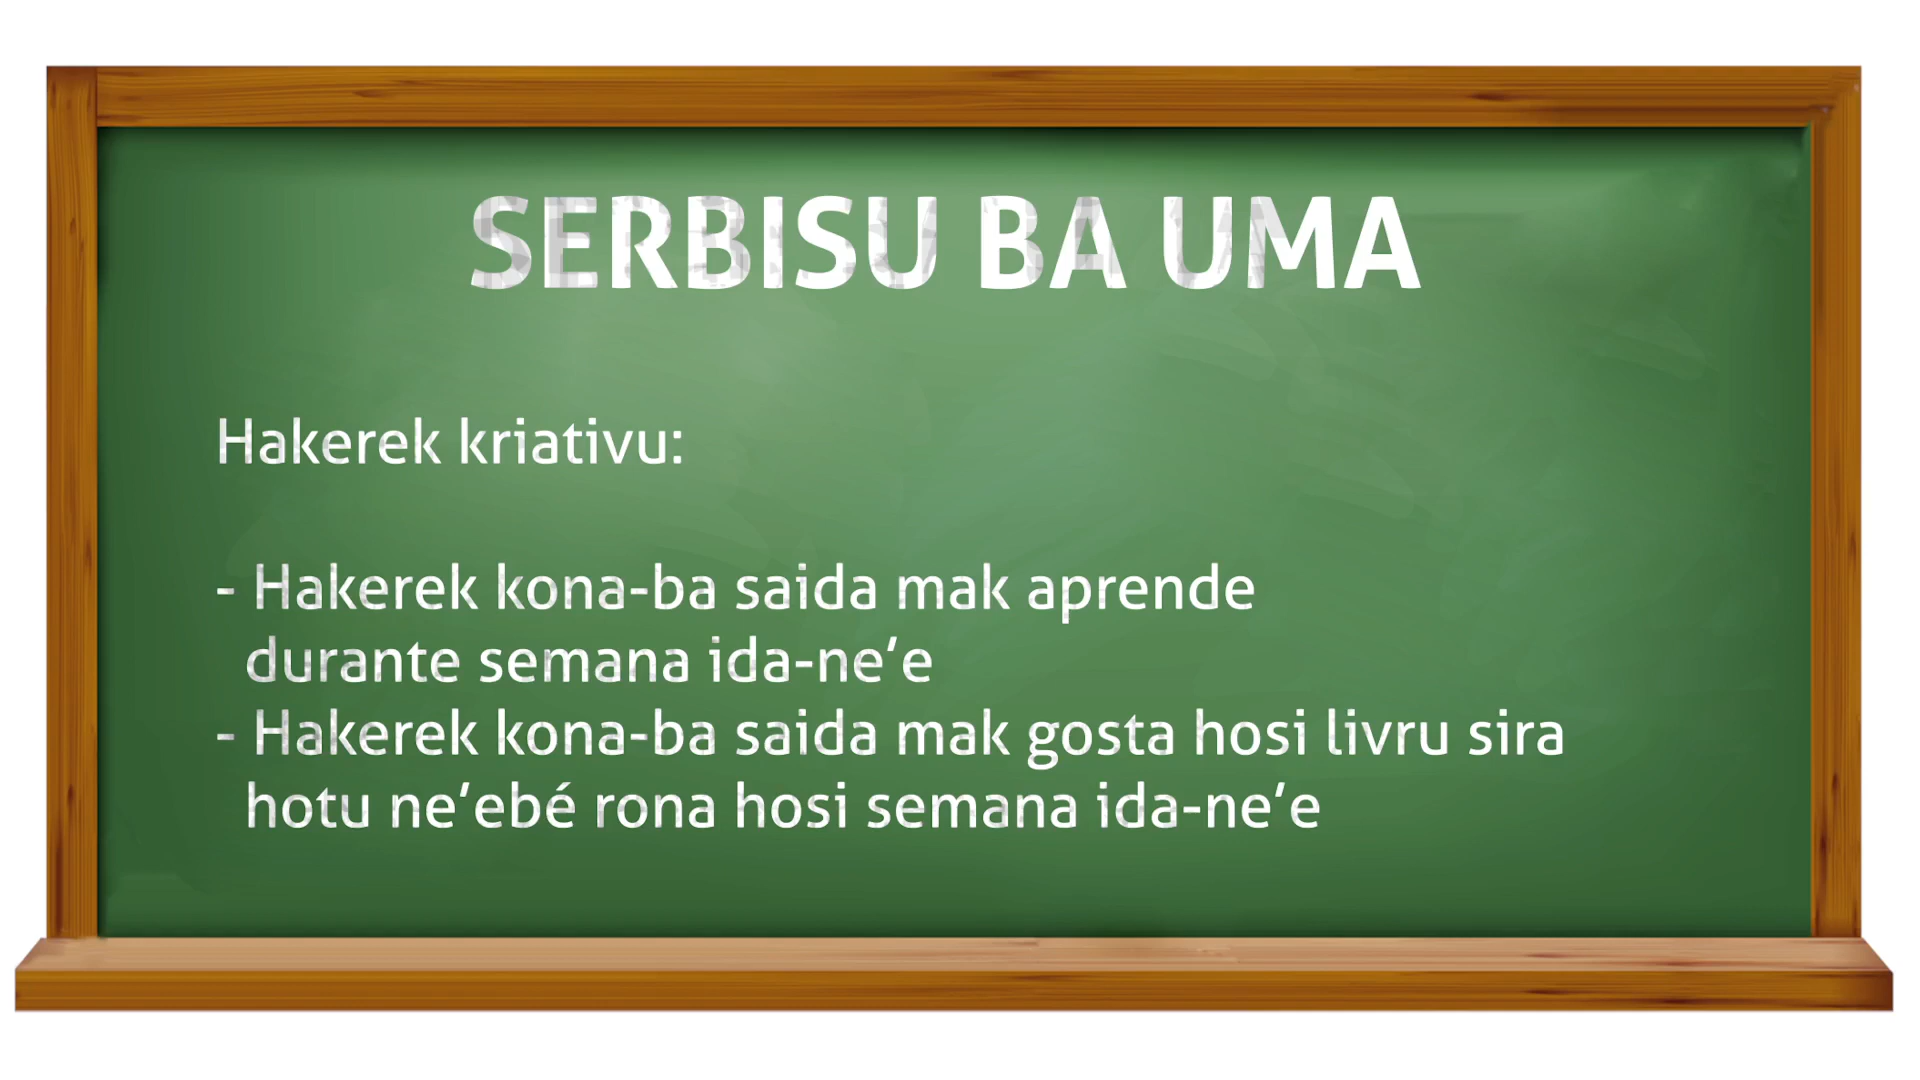 SERBISU BA UMA
Hakerek kriativu:
- Hakerek kona-ba saida mak aprende
durante semana ida-ne’e
- Hakerek kona-ba saida mak gosta hosi livru sira
hotu ne’ebé rona hosi semana ida-ne’e